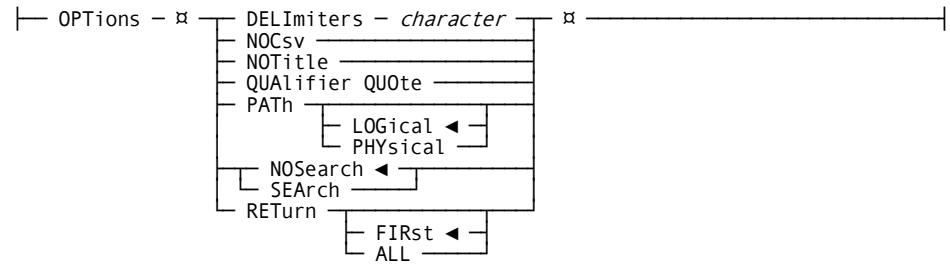 OPTions ¤ DELImiters character ¤
NOCsv
NOTitle
QUAlifier QUOte
PATh
LOGical ◄
PHYsical
NOSearch ◄
SEArch
RETurn
FIRst ◄
ALL